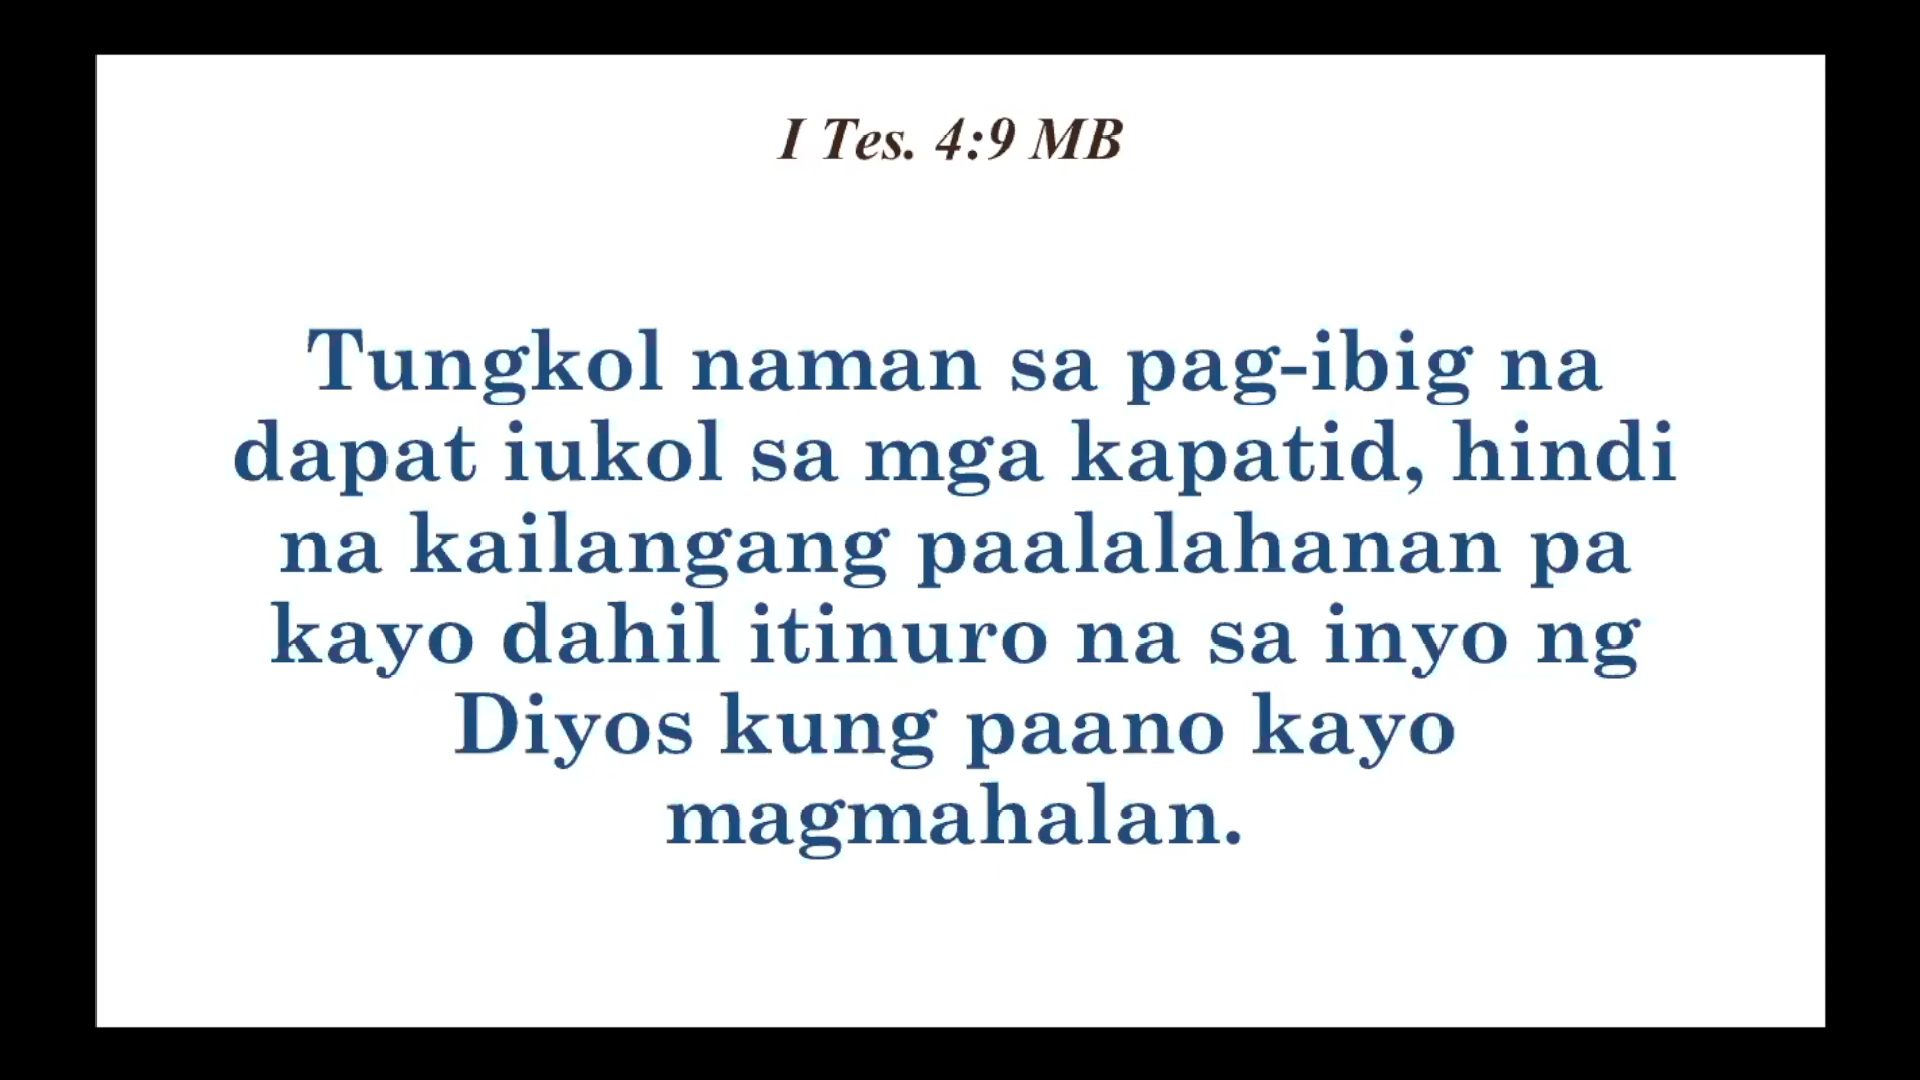 I Tes. 4:9 MB
Tungkol naman sa pag-ibig na
dapat iukol sa mga kapatid, hindi
na kailangang paalalahanan pa
kayo dahil itinuro na sa inyo ng
Diyos kung paano kayo
magmahalan.